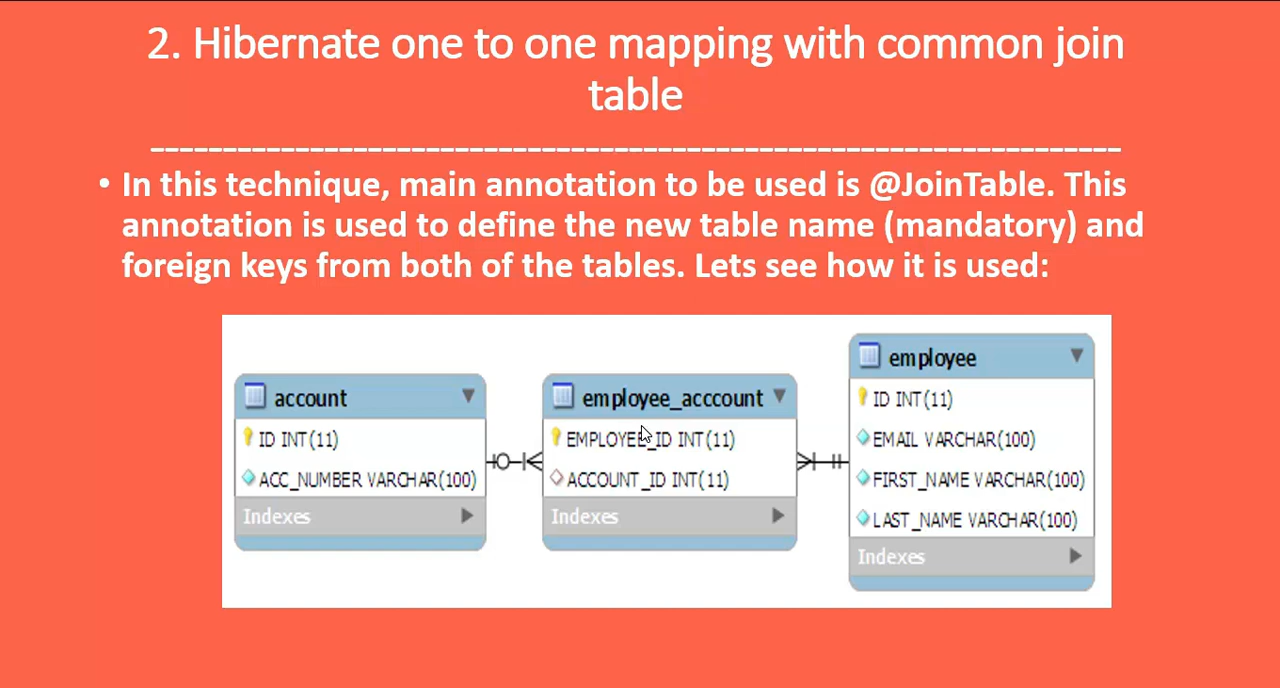 2. Hibernate one to one mapping with common join
table
• In this technique, main annotation to be used is @JoinTable. This
annotation is used to define the new table name (mandatory) and
foreign keys from both of the tables. Lets see how it is used:
account
ID INT(11)
ACC_NUMBER VARCHAR(100)
Indexes
employee_acccount
EMPLOYEE_ID INT(11)
ACCOUNT_ID INT(11)
Indexes
employee
ID INT(11)
EMAIL VARCHAR(100)
FIRST_NAME VARCHAR(100)
LAST_NAME VARCHAR(100)
Indexes